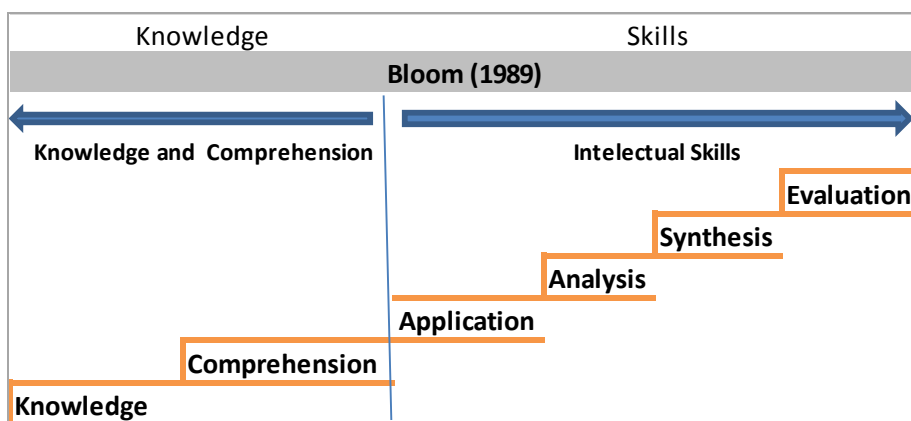 Knowledge Skills
Bloom (1989)
Knowledge and Comprehension Intelectual Skills
Evaluation
Synthesis
Analysis
Application
Comprehension
Knowledge